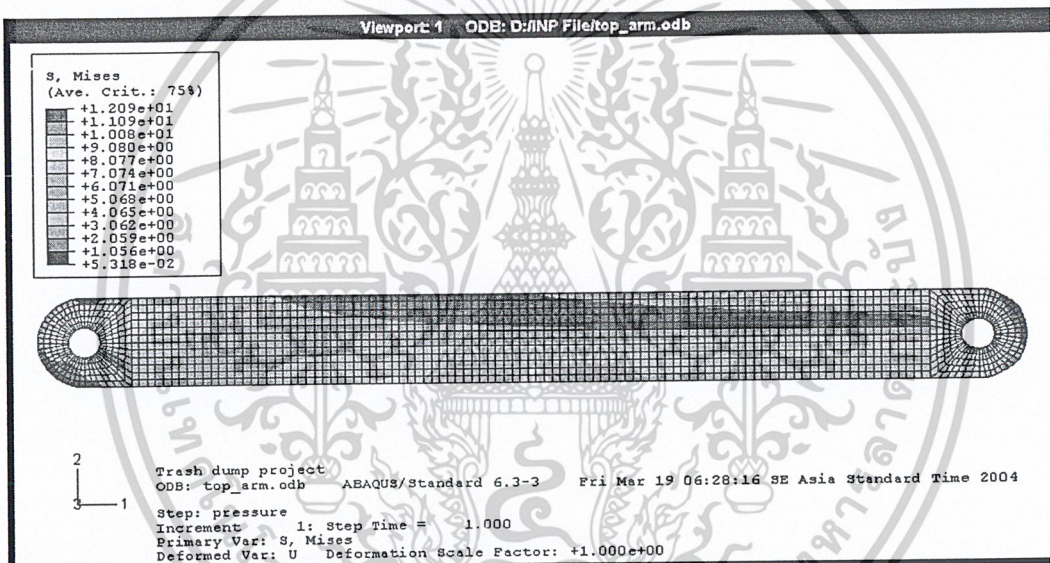 Viewport: 1 ODB: D:/INP File/top_arm.odb
S, Mises
(Ave. Crit.: 75%)
+1.209e+01
+1.109e+01
+1.008e+01
+9.080e+00
+8.077e+00
+7.074e+00
+6.071e+00
+5.068e+00
+4.065e+00
+3.062e+00
+2.059e+00
+1.056e+00
+5.318e-02
2
3 1
Trash dump project
ODB: top_arm.odb ABAQUS/Standard 6.3-3 Fri Mar 19 06:28:16 SE Asia Standard Time 2004
Step: pressure
Increment 1: Step Time = 1.000
Primary Var: S, Mises
Deformed Var: U Deformation Scale Factor: +1.000e+00